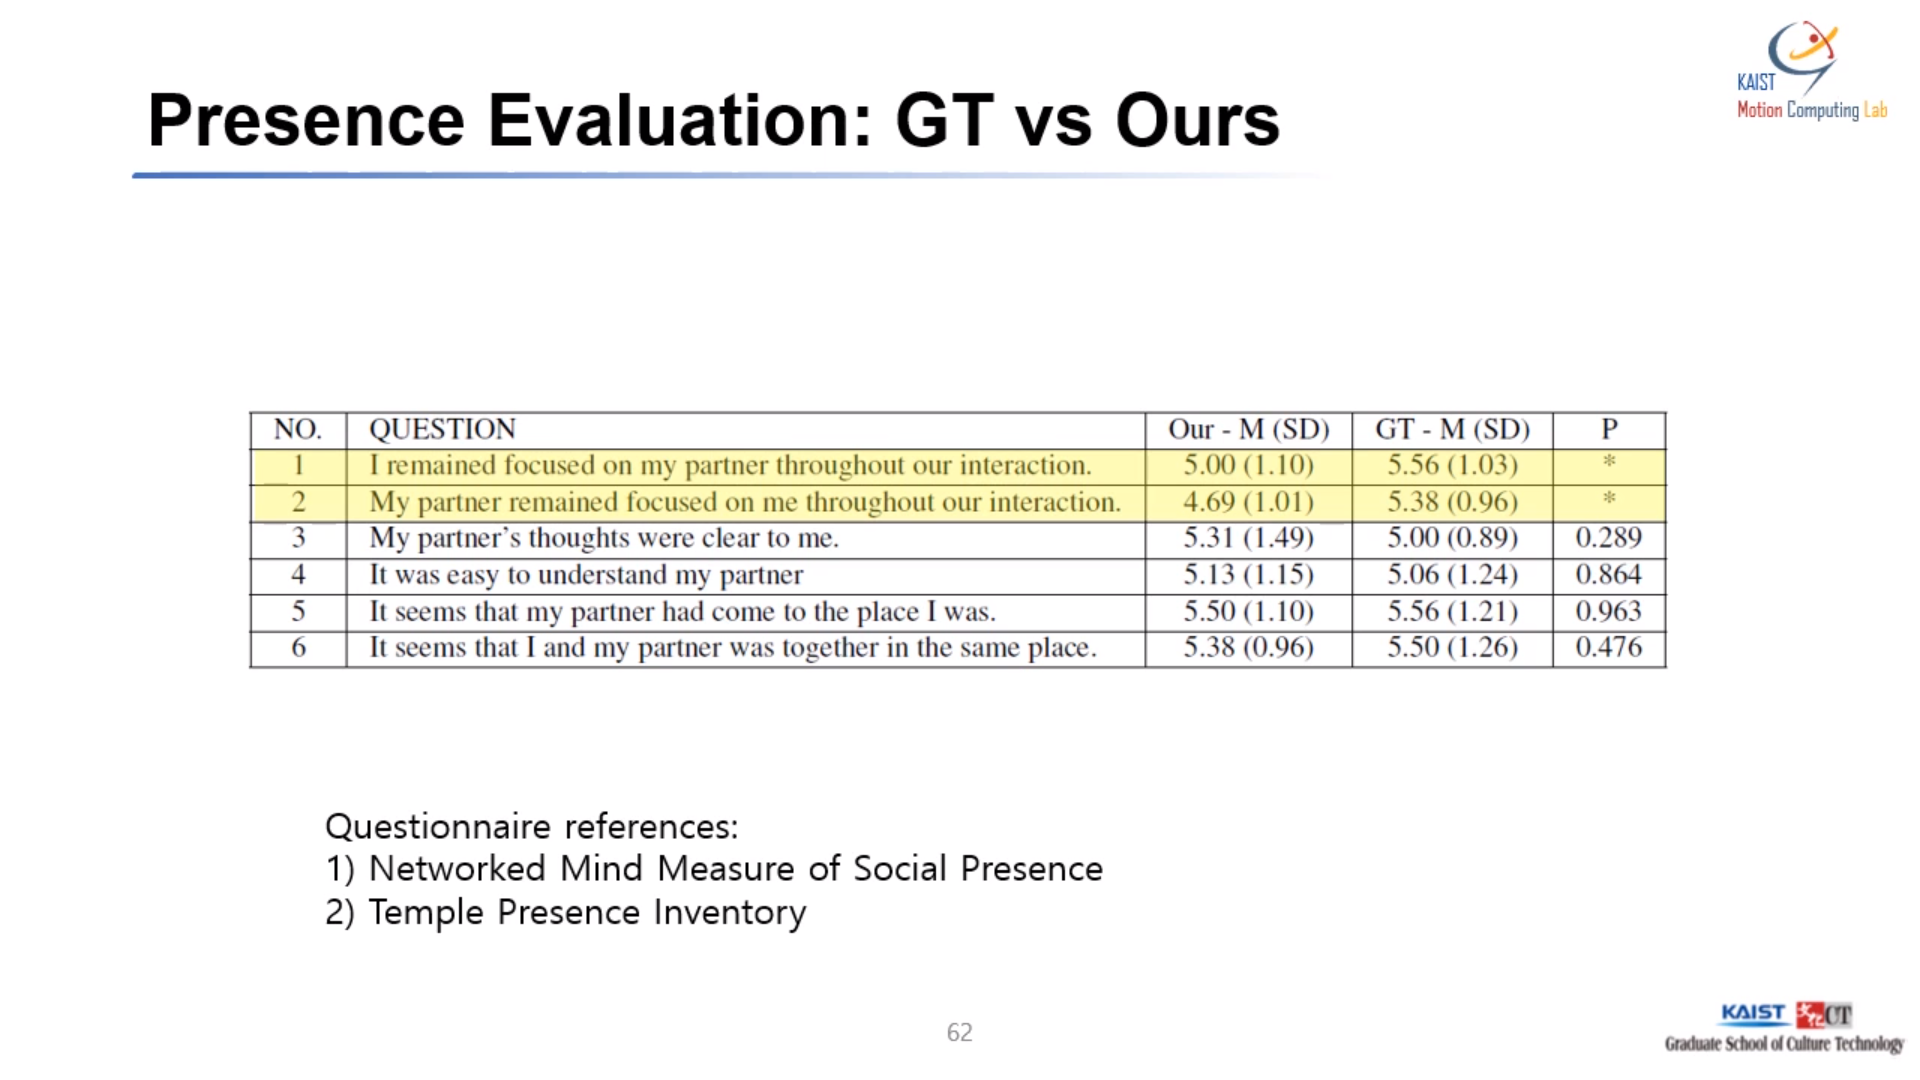 KAIST
Motion Computing Lab
Presence Evaluation: GT vs Ours
NO. QUESTION Our - M (SD) GT - M (SD) P
1 I remained focused on my partner throughout our interaction. 5.00 (1.10) 5.56 (1.03) *
2 My partner remained focused on me throughout our interaction. 4.69 (1.01) 5.38 (0.96) *
3 My partner’s thoughts were clear to me. 5.31 (1.49) 5.00 (0.89) 0.289
4 It was easy to understand my partner 5.13 (1.15) 5.06 (1.24) 0.864
5 It seems that my partner had come to the place I was. 5.50 (1.10) 5.56 (1.21) 0.963
6 It seems that I and my partner was together in the same place. 5.38 (0.96) 5.50 (1.26) 0.476
Questionnaire references:
1) Networked Mind Measure of Social Presence
2) Temple Presence Inventory
62
KAIST CT
Graduate School of Culture Technology